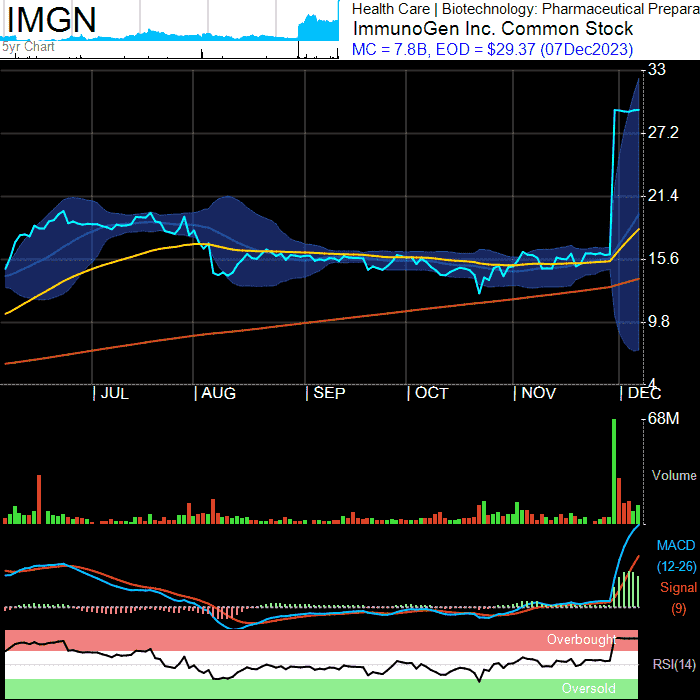 IMGN
5yr Chart
Health Care | Biotechnology: Pharmaceutical Prepara
ImmunoGen Inc. Common Stock
MC = 7.8B, EOD = $29.37 (07Dec2023)
33
27.2
21.4
15.6
9.8
4
JUL
AUG
SEP
OCT
NOV
DEC
68M
Volume
MACD
(12-26)
Signal
(9)
Overbought
RSI(14)
Oversold